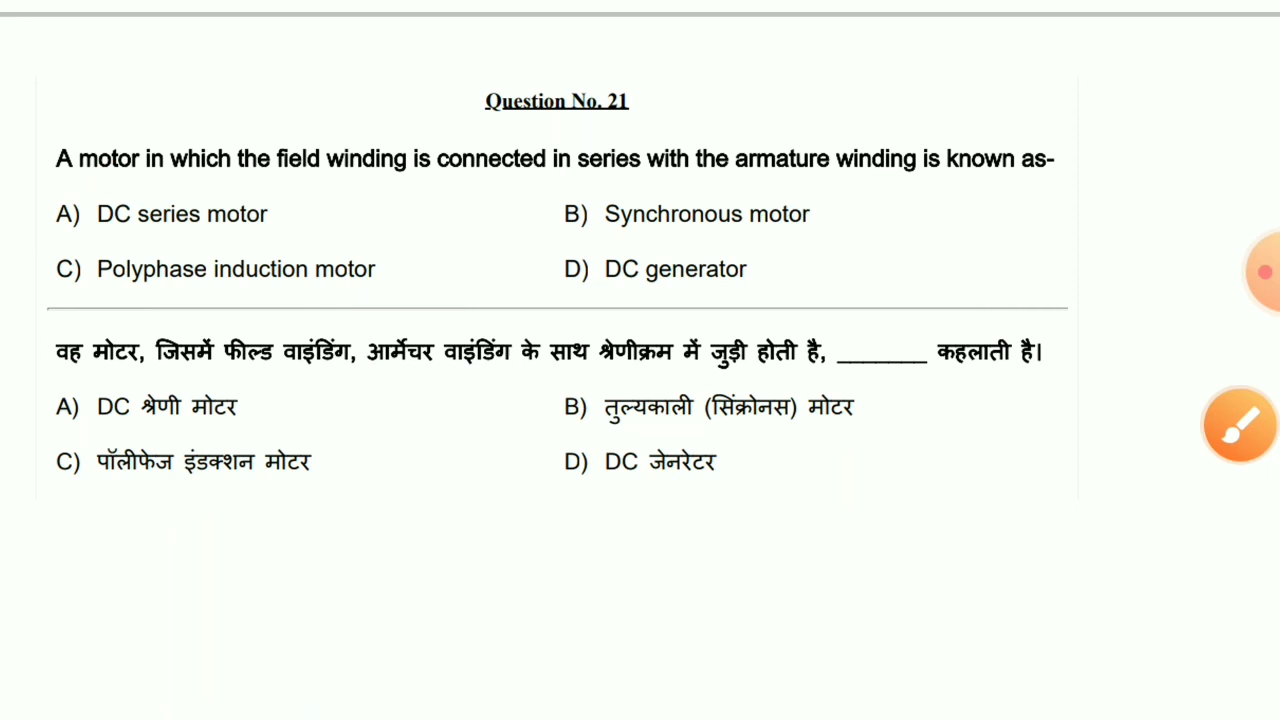 Question No. 21
A motor in which the field winding is connected in series with the armature winding is known as-
A) DC series motor B) Synchronous motor
C) Polyphase induction motor D) DC generator
वह मोटर, जिसमें फील्ड वाइंडिंग, आर्मेचर वाइंडिंग के साथ श्रेणीक्रम में जुड़ी होती है, _______ कहलाती है।
A) DC श्रेणी मोटर B) तुल्यकाली (सिंक्रोनस) मोटर
C) पॉलीफेज इंडक्शन मोटर D) DC जेनरेटर